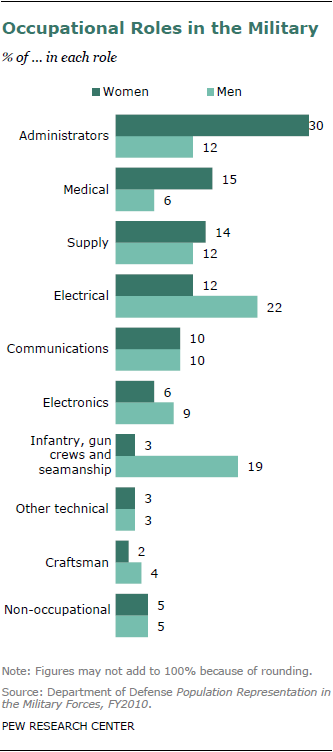 Occupational Roles in the Military
% of ... in each role
Women Men
Administrators 30
12
Medical 15
6
Supply 14
12
Electrical 12
22
Communications 10
10
Electronics 6
9
Infantry, gun
crews and
seamanship 3
19
Other technical 3
3
Craftsman 2
4
Non-occupational 5
5
Note: Figures may not add to 100% because of rounding.
Source: Department of Defense Population Representation in
the Military Forces, FY2010.
PEW RESEARCH CENTER